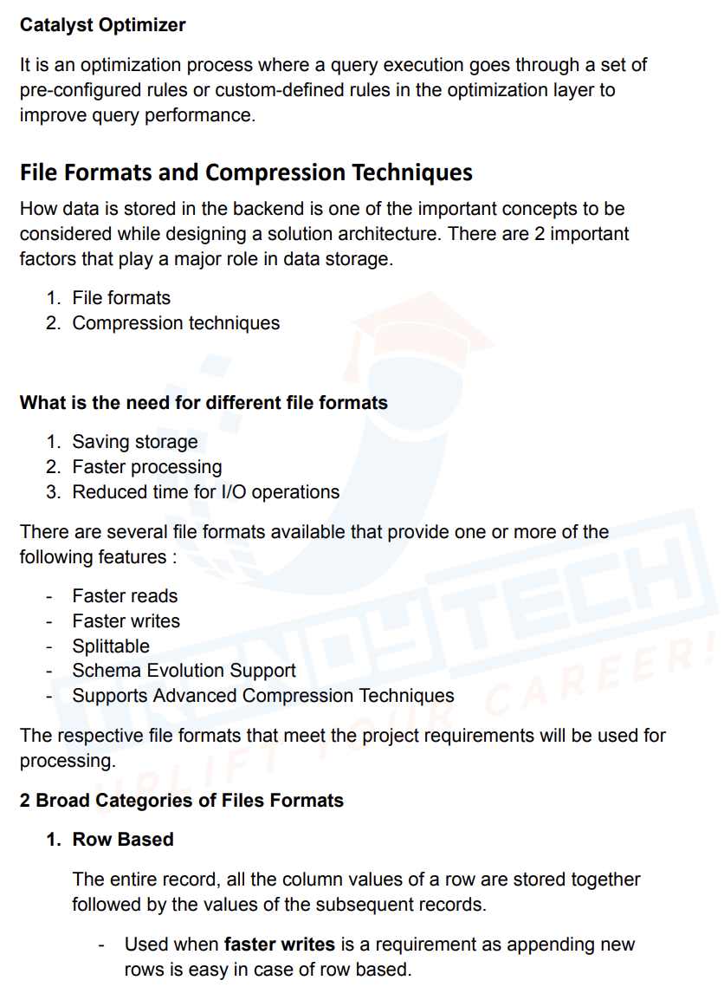 Catalyst Optimizer
It is an optimization process where a query execution goes through a set of
pre-configured rules or custom-defined rules in the optimization layer to
improve query performance.
File Formats and Compression Techniques
How data is stored in the backend is one of the important concepts to be
considered while designing a solution architecture. There are 2 important
factors that play a major role in data storage.
1. File formats
2. Compression techniques
What is the need for different file formats
1. Saving storage
2. Faster processing
3. Reduced time for I/O operations
There are several file formats available that provide one or more of the
following features :
- Faster reads
- Faster writes
- Splittable
- Schema Evolution Support
- Supports Advanced Compression Techniques
The respective file formats that meet the project requirements will be used for
processing.
2 Broad Categories of Files Formats
1. Row Based
The entire record, all the column values of a row are stored together
followed by the values of the subsequent records.
- Used when faster writes is a requirement as appending new
rows is easy in case of row based.
TRENDYTECH
UPLIFT YOUR CAREER!